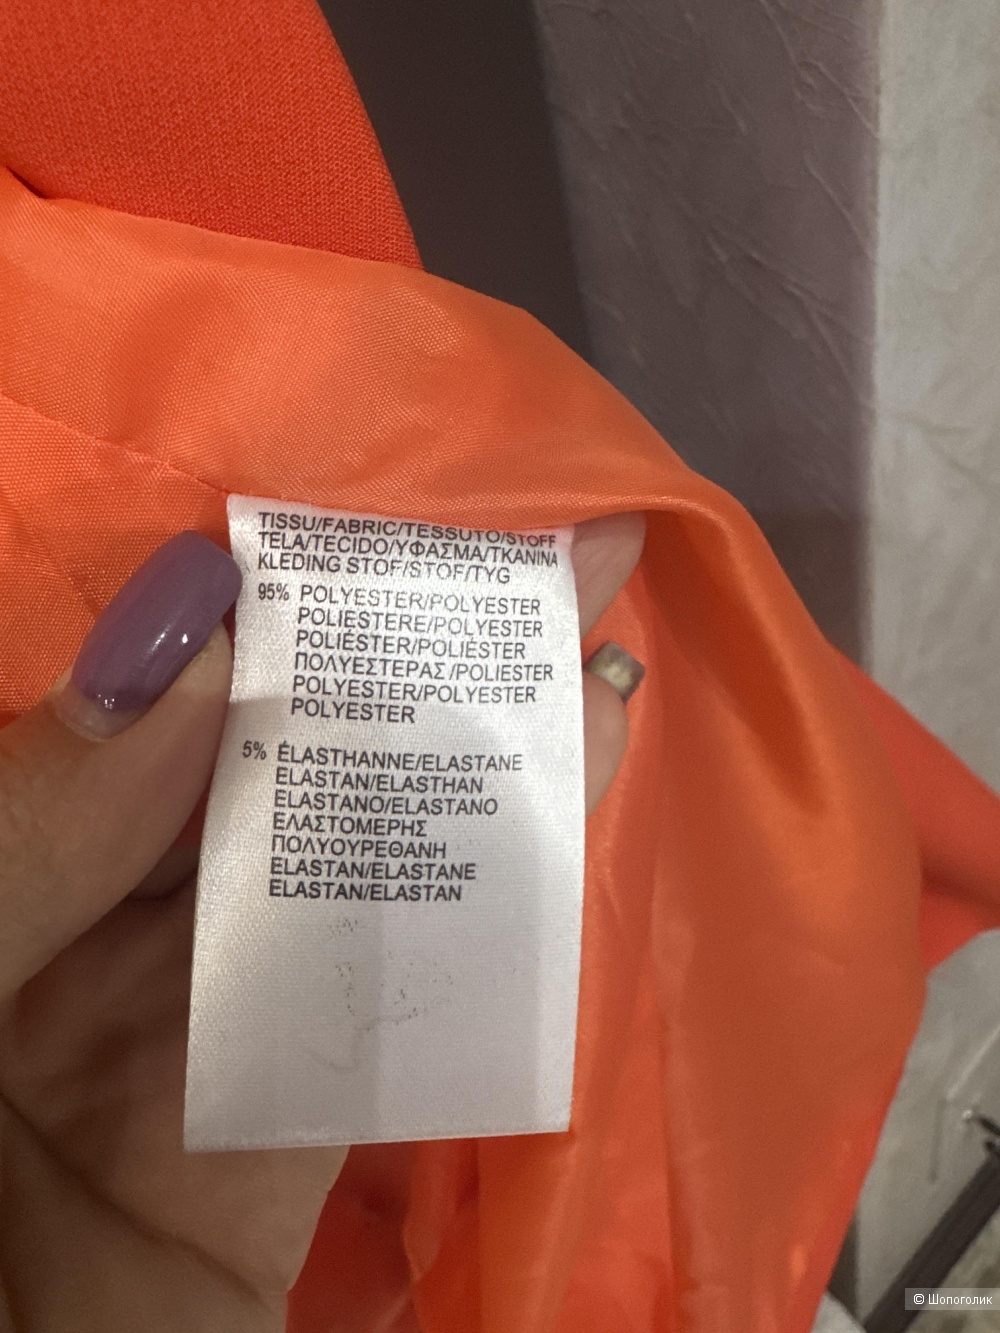 TISSU/FABRIC/TESSUTO/STOFF
TELA/TECIDO/ΥΦΑΣΜΑ/TKANINA
KLEDING STOF/STOF/TYG
95% POLYESTER/POLYESTER
POLIESTERE/POLYESTER
POLIÉSTER/POLIÉSTER
ΠΟΛΥΕΣΤΕΡΑΣ/POLIESTER
POLYESTER/POLYESTER
POLYESTER
5% ÉLASTHANNE/ELASTANE
ELASTAN/ELASTHAN
ELASTANO/ELASTANO
ΕΛΑΣΤΟΜΕΡΗΣ
ΠΟΛΥΟΥΡΕΘΑΝΗ
ELASTAN/ELASTANE
ELASTAN/ELASTAN
© Шопоголик